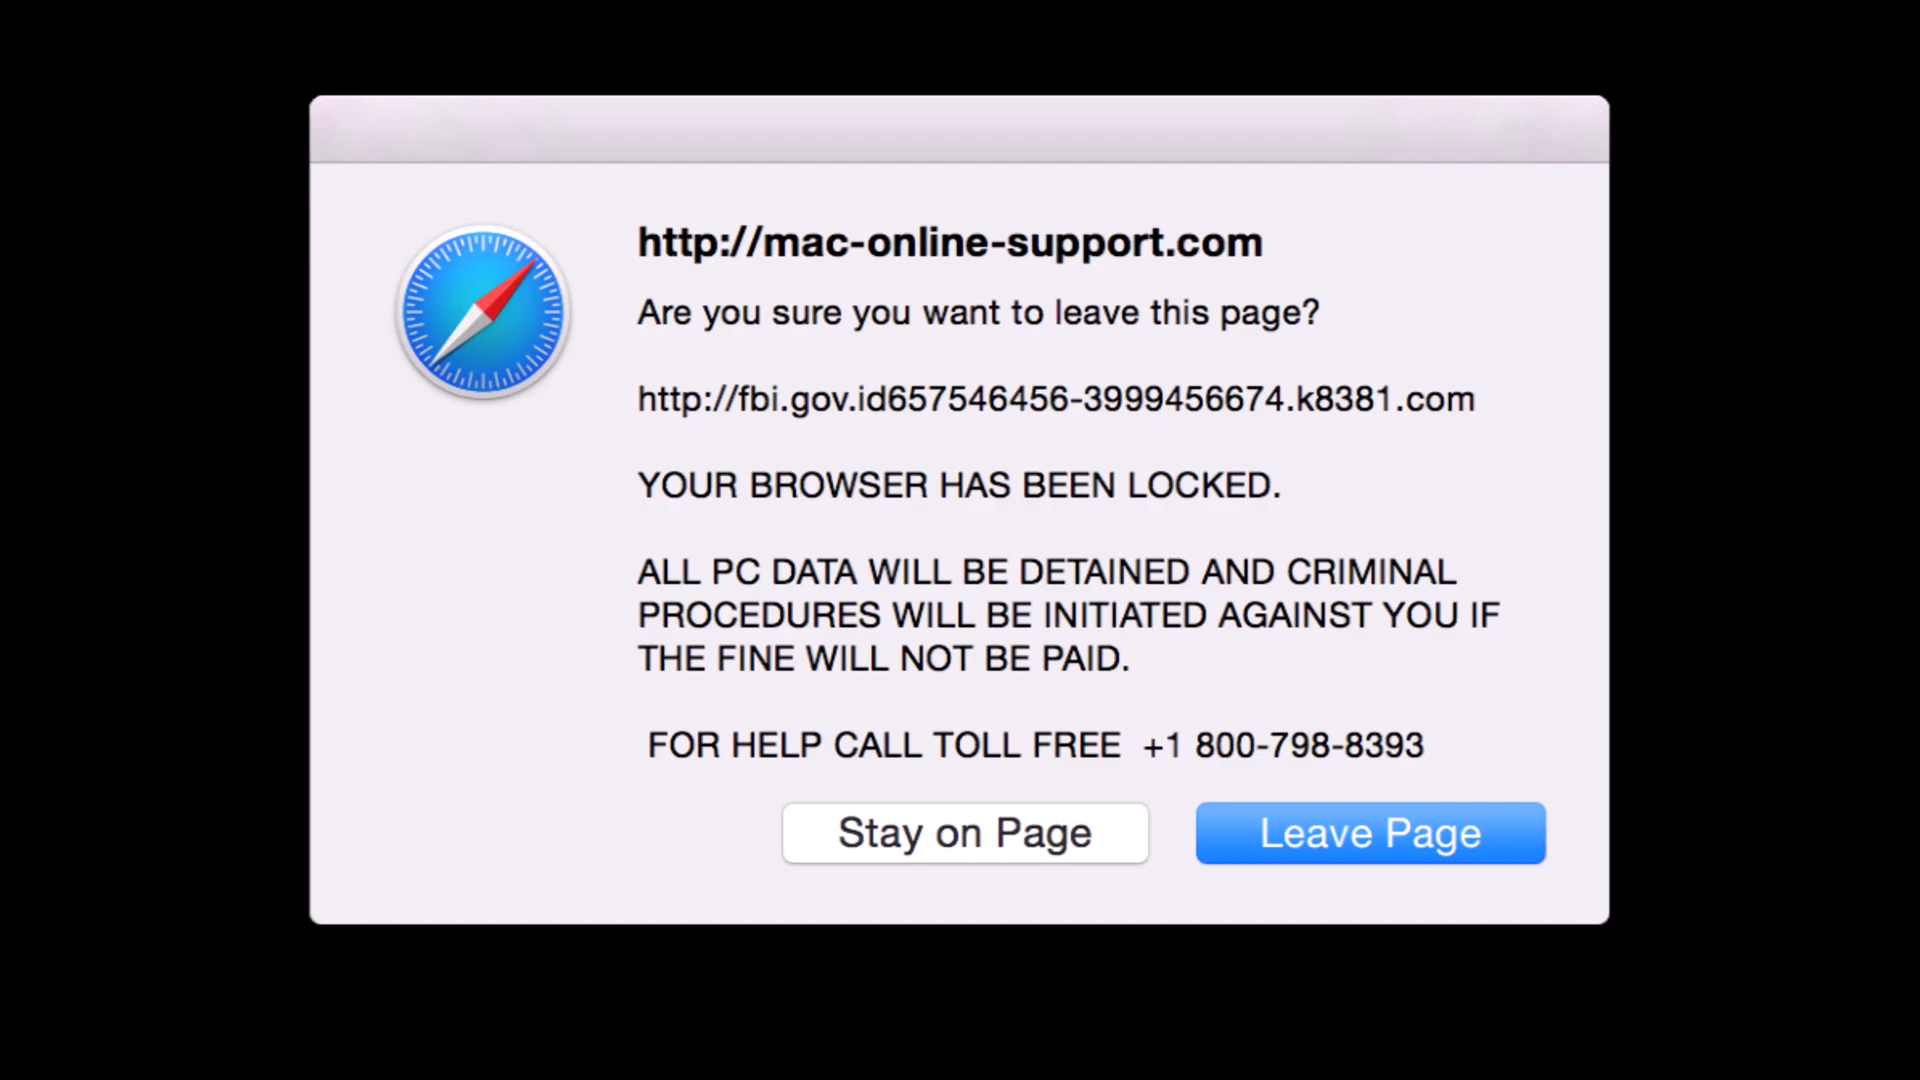 http://mac-online-support.com
Are you sure you want to leave this page?
http://fbi.gov.id657546456-3999456674.k8381.com
YOUR BROWSER HAS BEEN LOCKED.
ALL PC DATA WILL BE DETAINED AND CRIMINAL
PROCEDURES WILL BE INITIATED AGAINST YOU IF
THE FINE WILL NOT BE PAID.
FOR HELP CALL TOLL FREE  +1 800-798-8393
Stay on Page
Leave Page